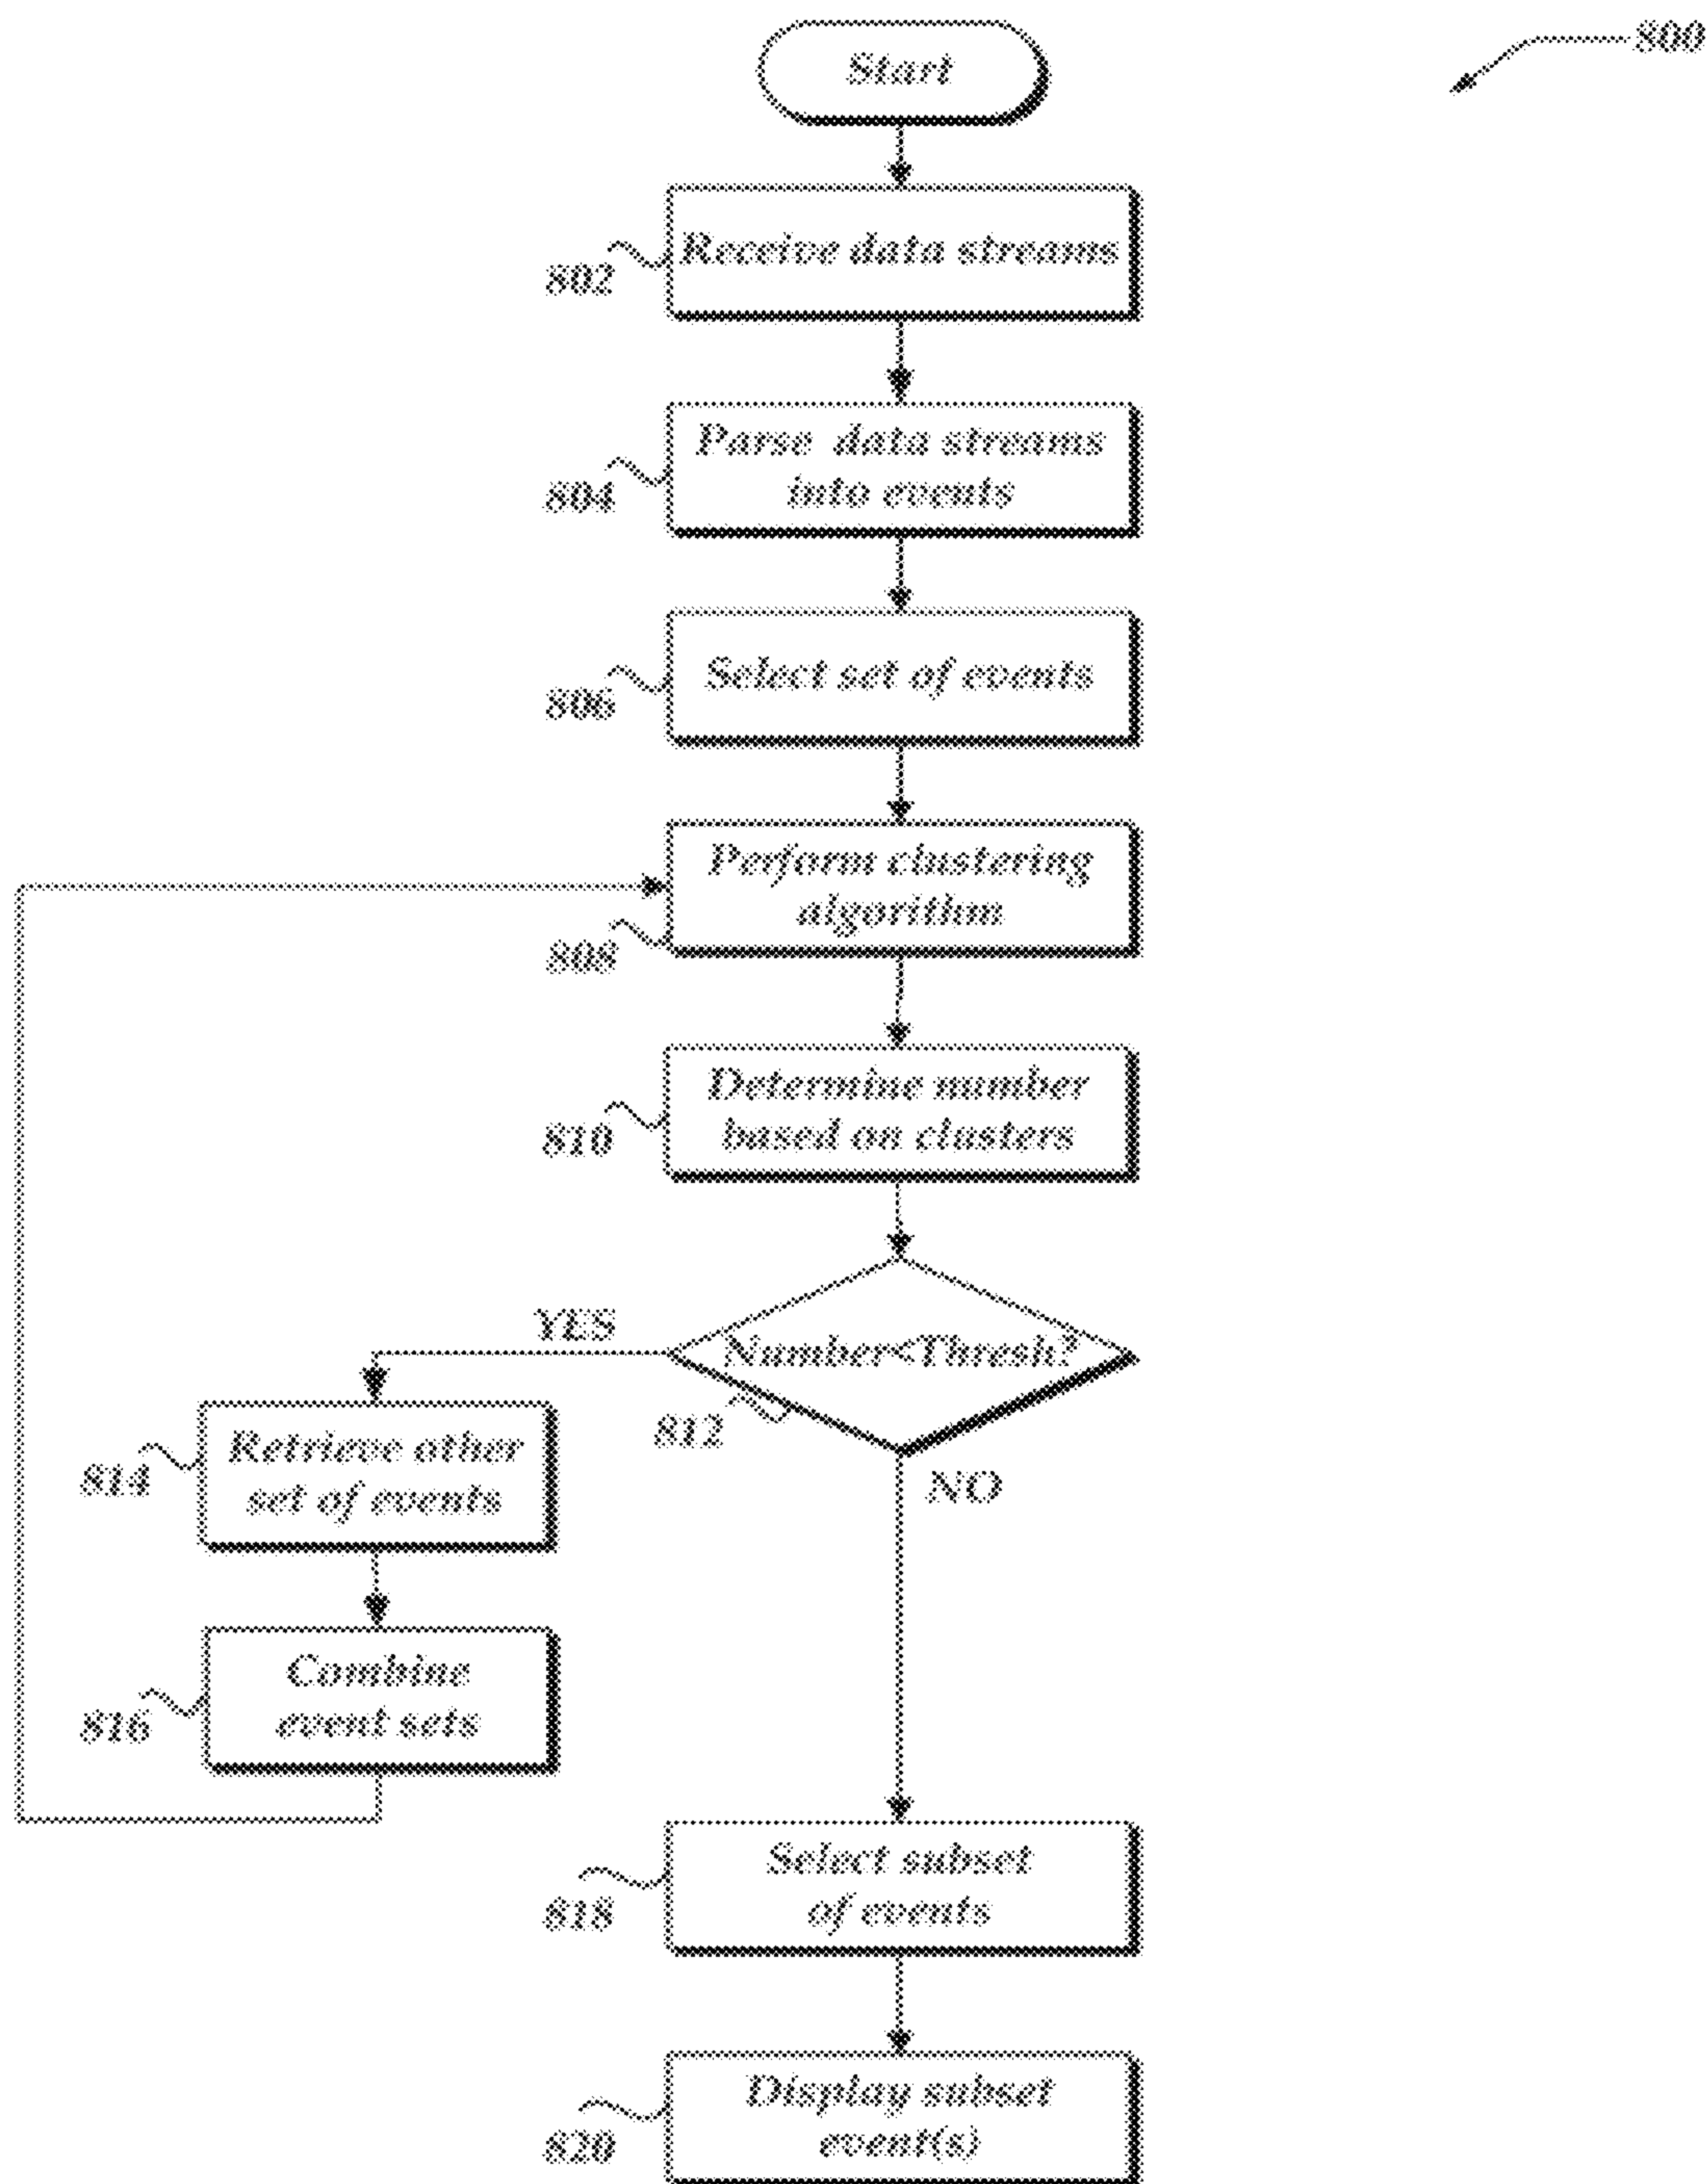 800
Start
Receive data streams
802
Parse data streams
into events
804
Select set of events
806
Perform clustering
algorithm
808
Determine number
based on clusters
810
YES
Number<Thresh?
812
NO
Retrieve other
set of events
814
Combine
event sets
816
Select subset
of events
818
Display subset
event(s)
820